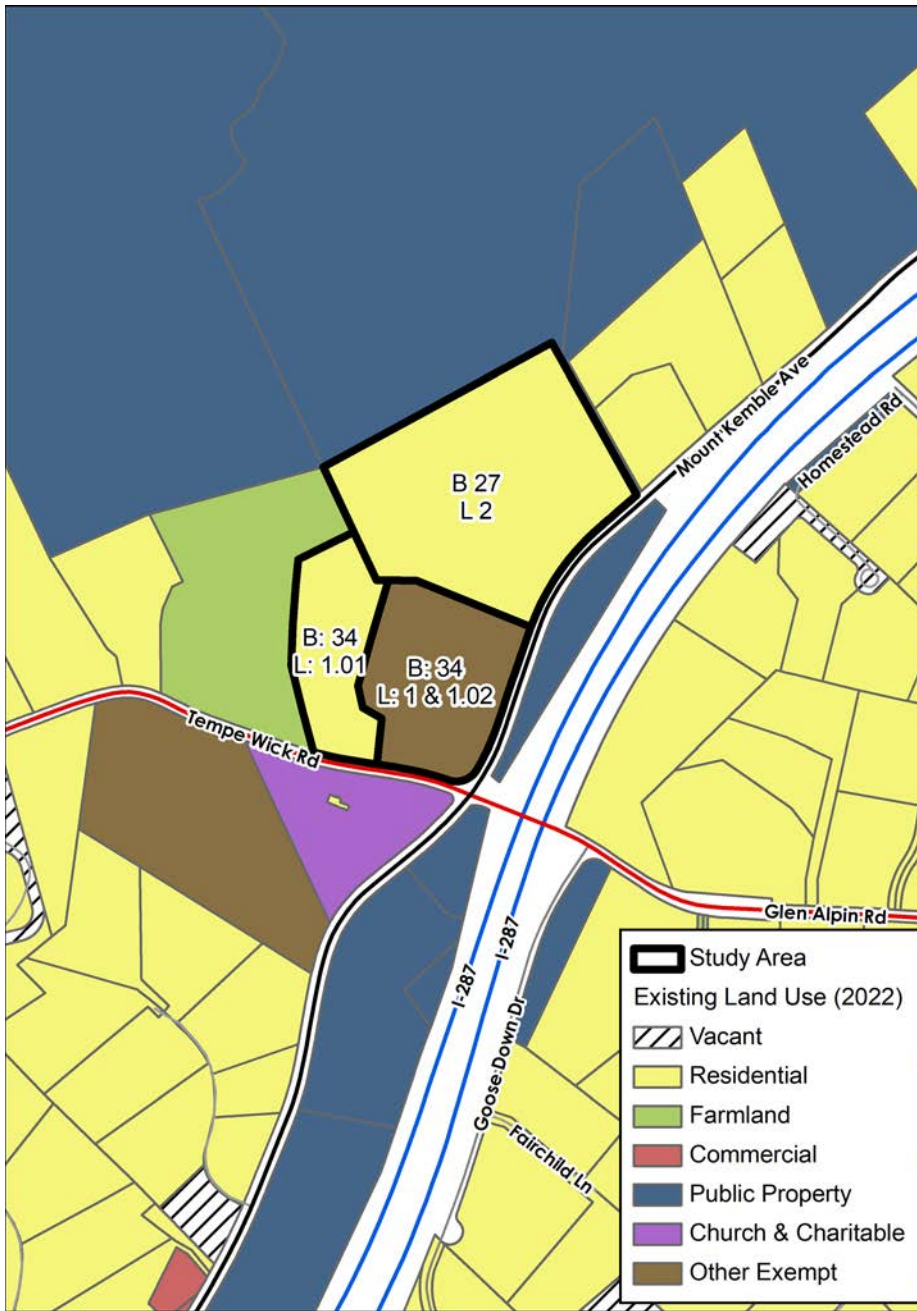 Mount Kemble Ave
Homestead Rd
B 27
L 2
B: 34
L: 1.01
B: 34
L: 1 & 1.02
Tempe Wick Rd
Glen Alpin Rd
I-287
I-287
Goose Down Dr
Fairchild Ln
Study Area
Existing Land Use (2022)
Vacant
Residential
Farmland
Commercial
Public Property
Church & Charitable
Other Exempt